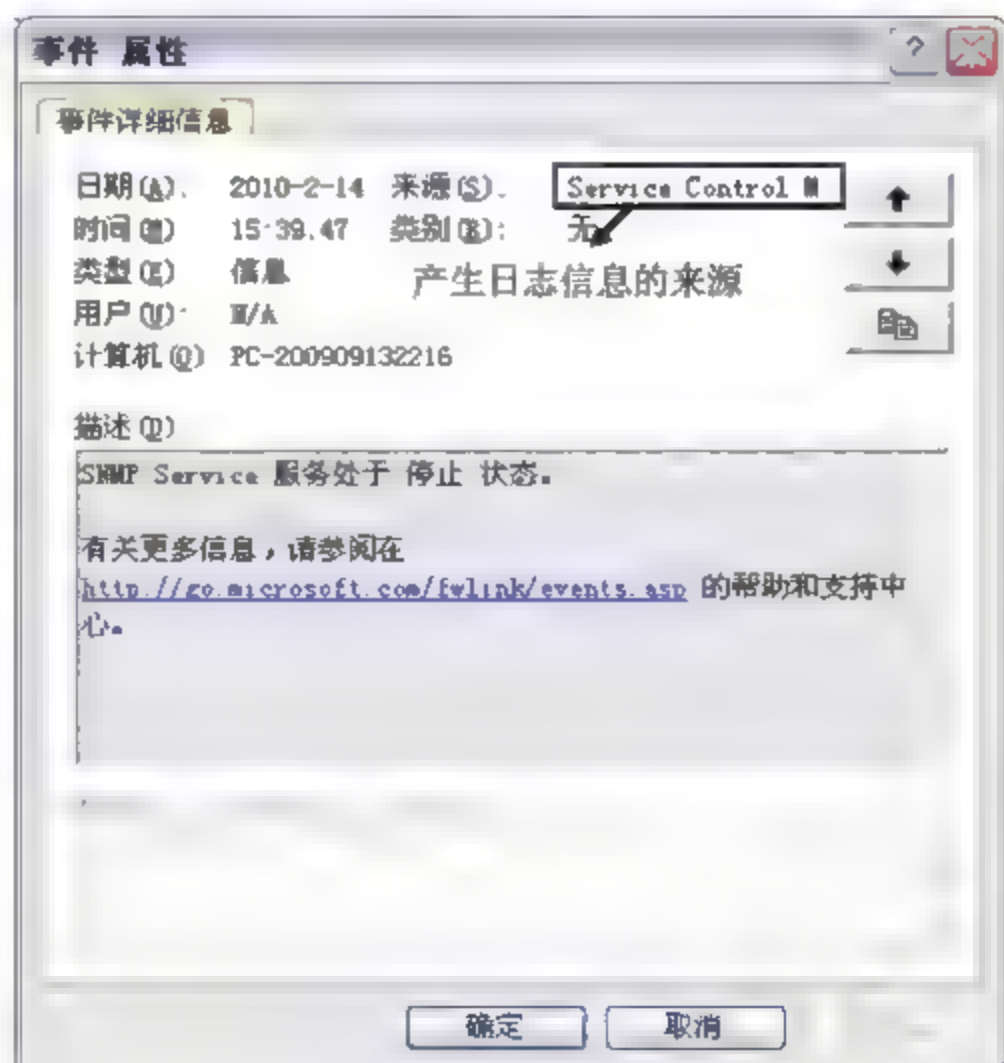 事件 属性
事件详细信息
日期(A): 2010-2-14 来源(S): Service Control M
时间(M) 15:39:47 类别(R): 无
产生日志信息的来源
类型(E) 信息
用户(U): N/A
计算机(O) PC-200909132216
描述(D)
SNMP Service 服务处于 停止 状态。
有关更多信息，请参阅在
http://go.microsoft.com/fwlink/events.asp 的帮助和支持中
心。
确定 取消